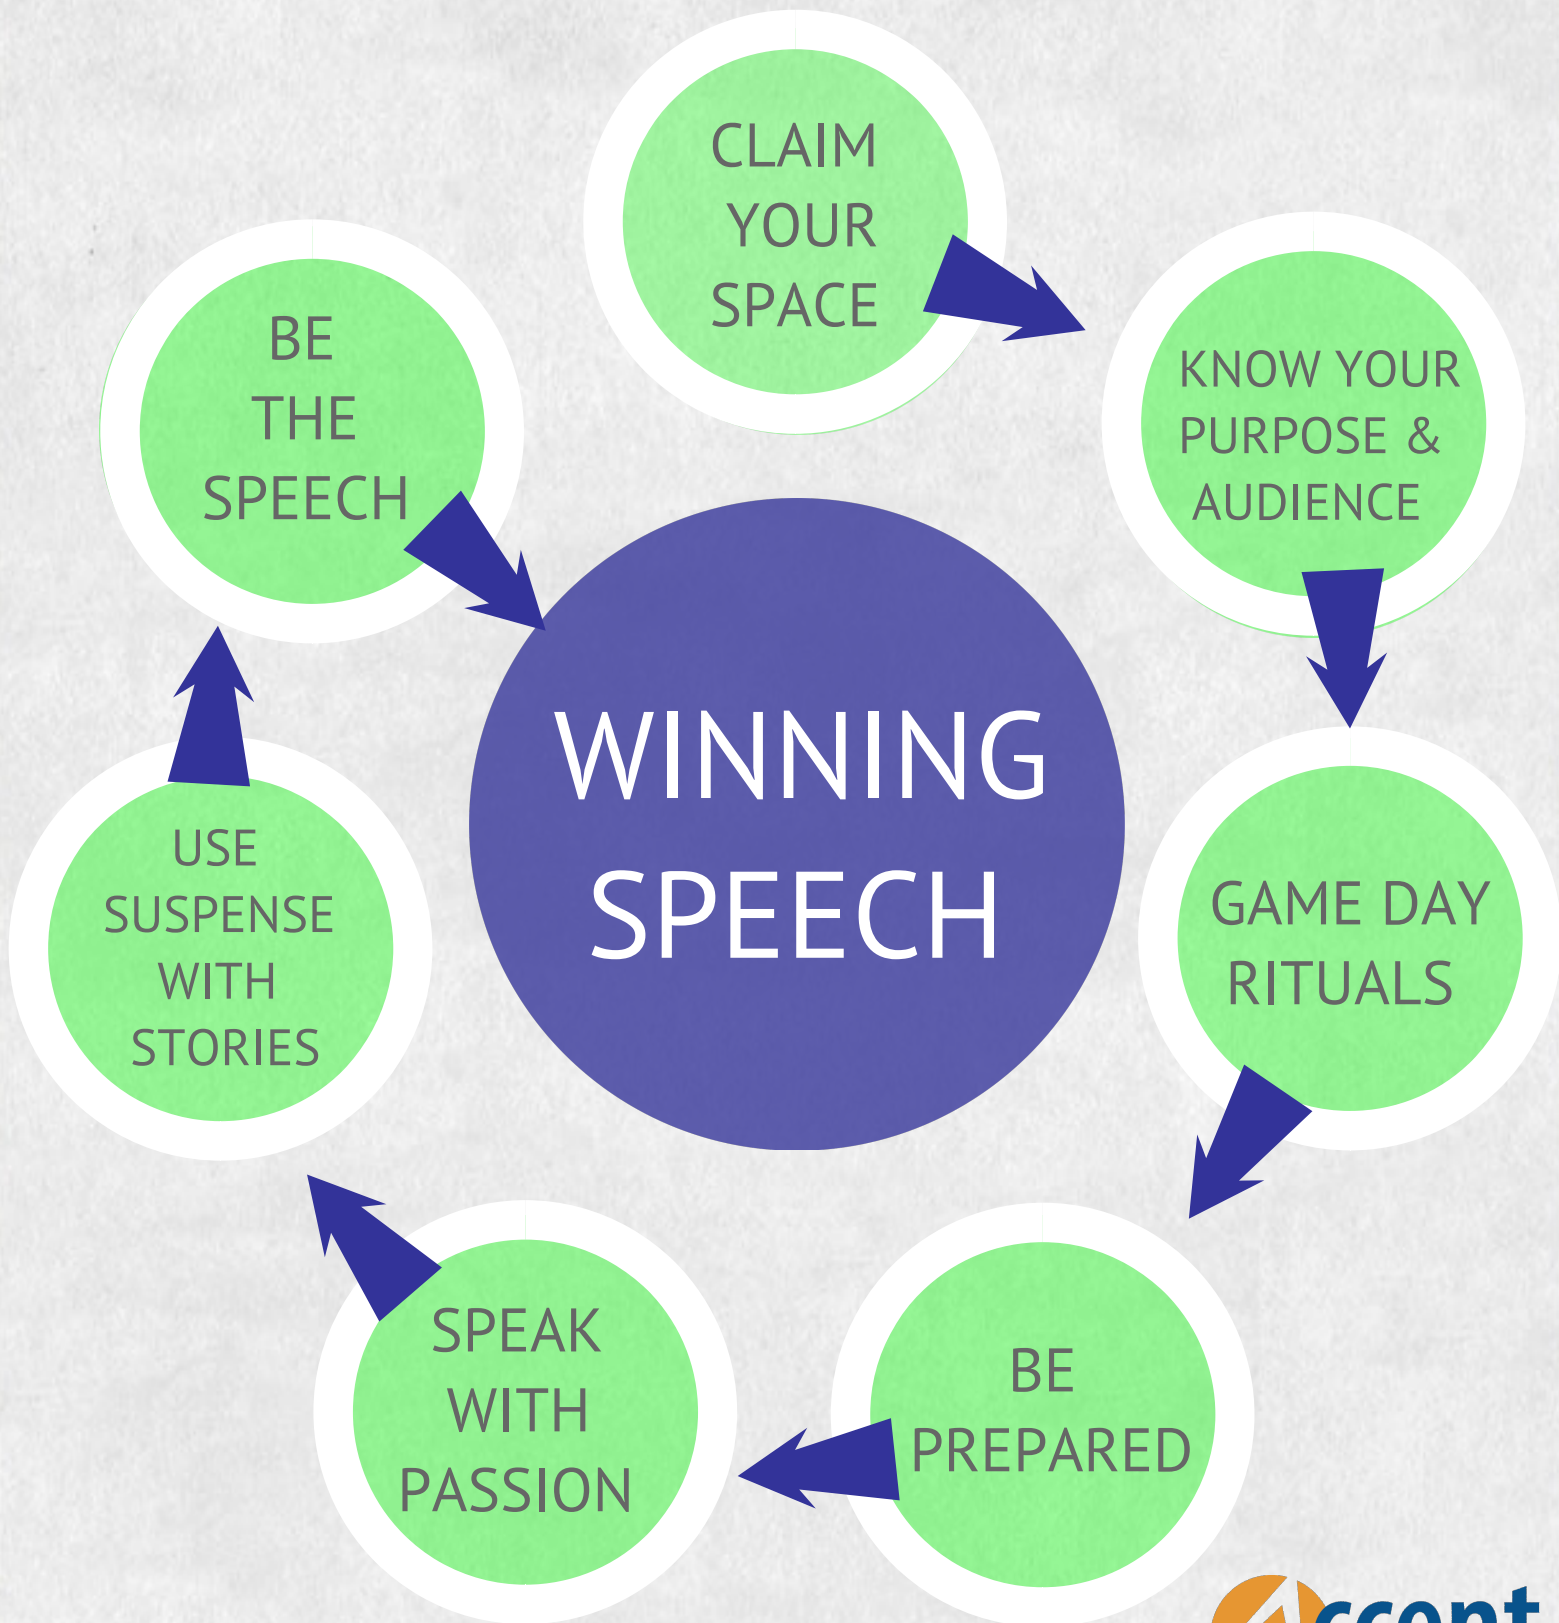 CLAIM
YOUR
SPACE
KNOW YOUR
PURPOSE &
AUDIENCE
GAME DAY
RITUALS
BE
PREPARED
SPEAK
WITH
PASSION
USE
SUSPENSE
WITH
STORIES
BE
THE
SPEECH
WINNING
SPEECH